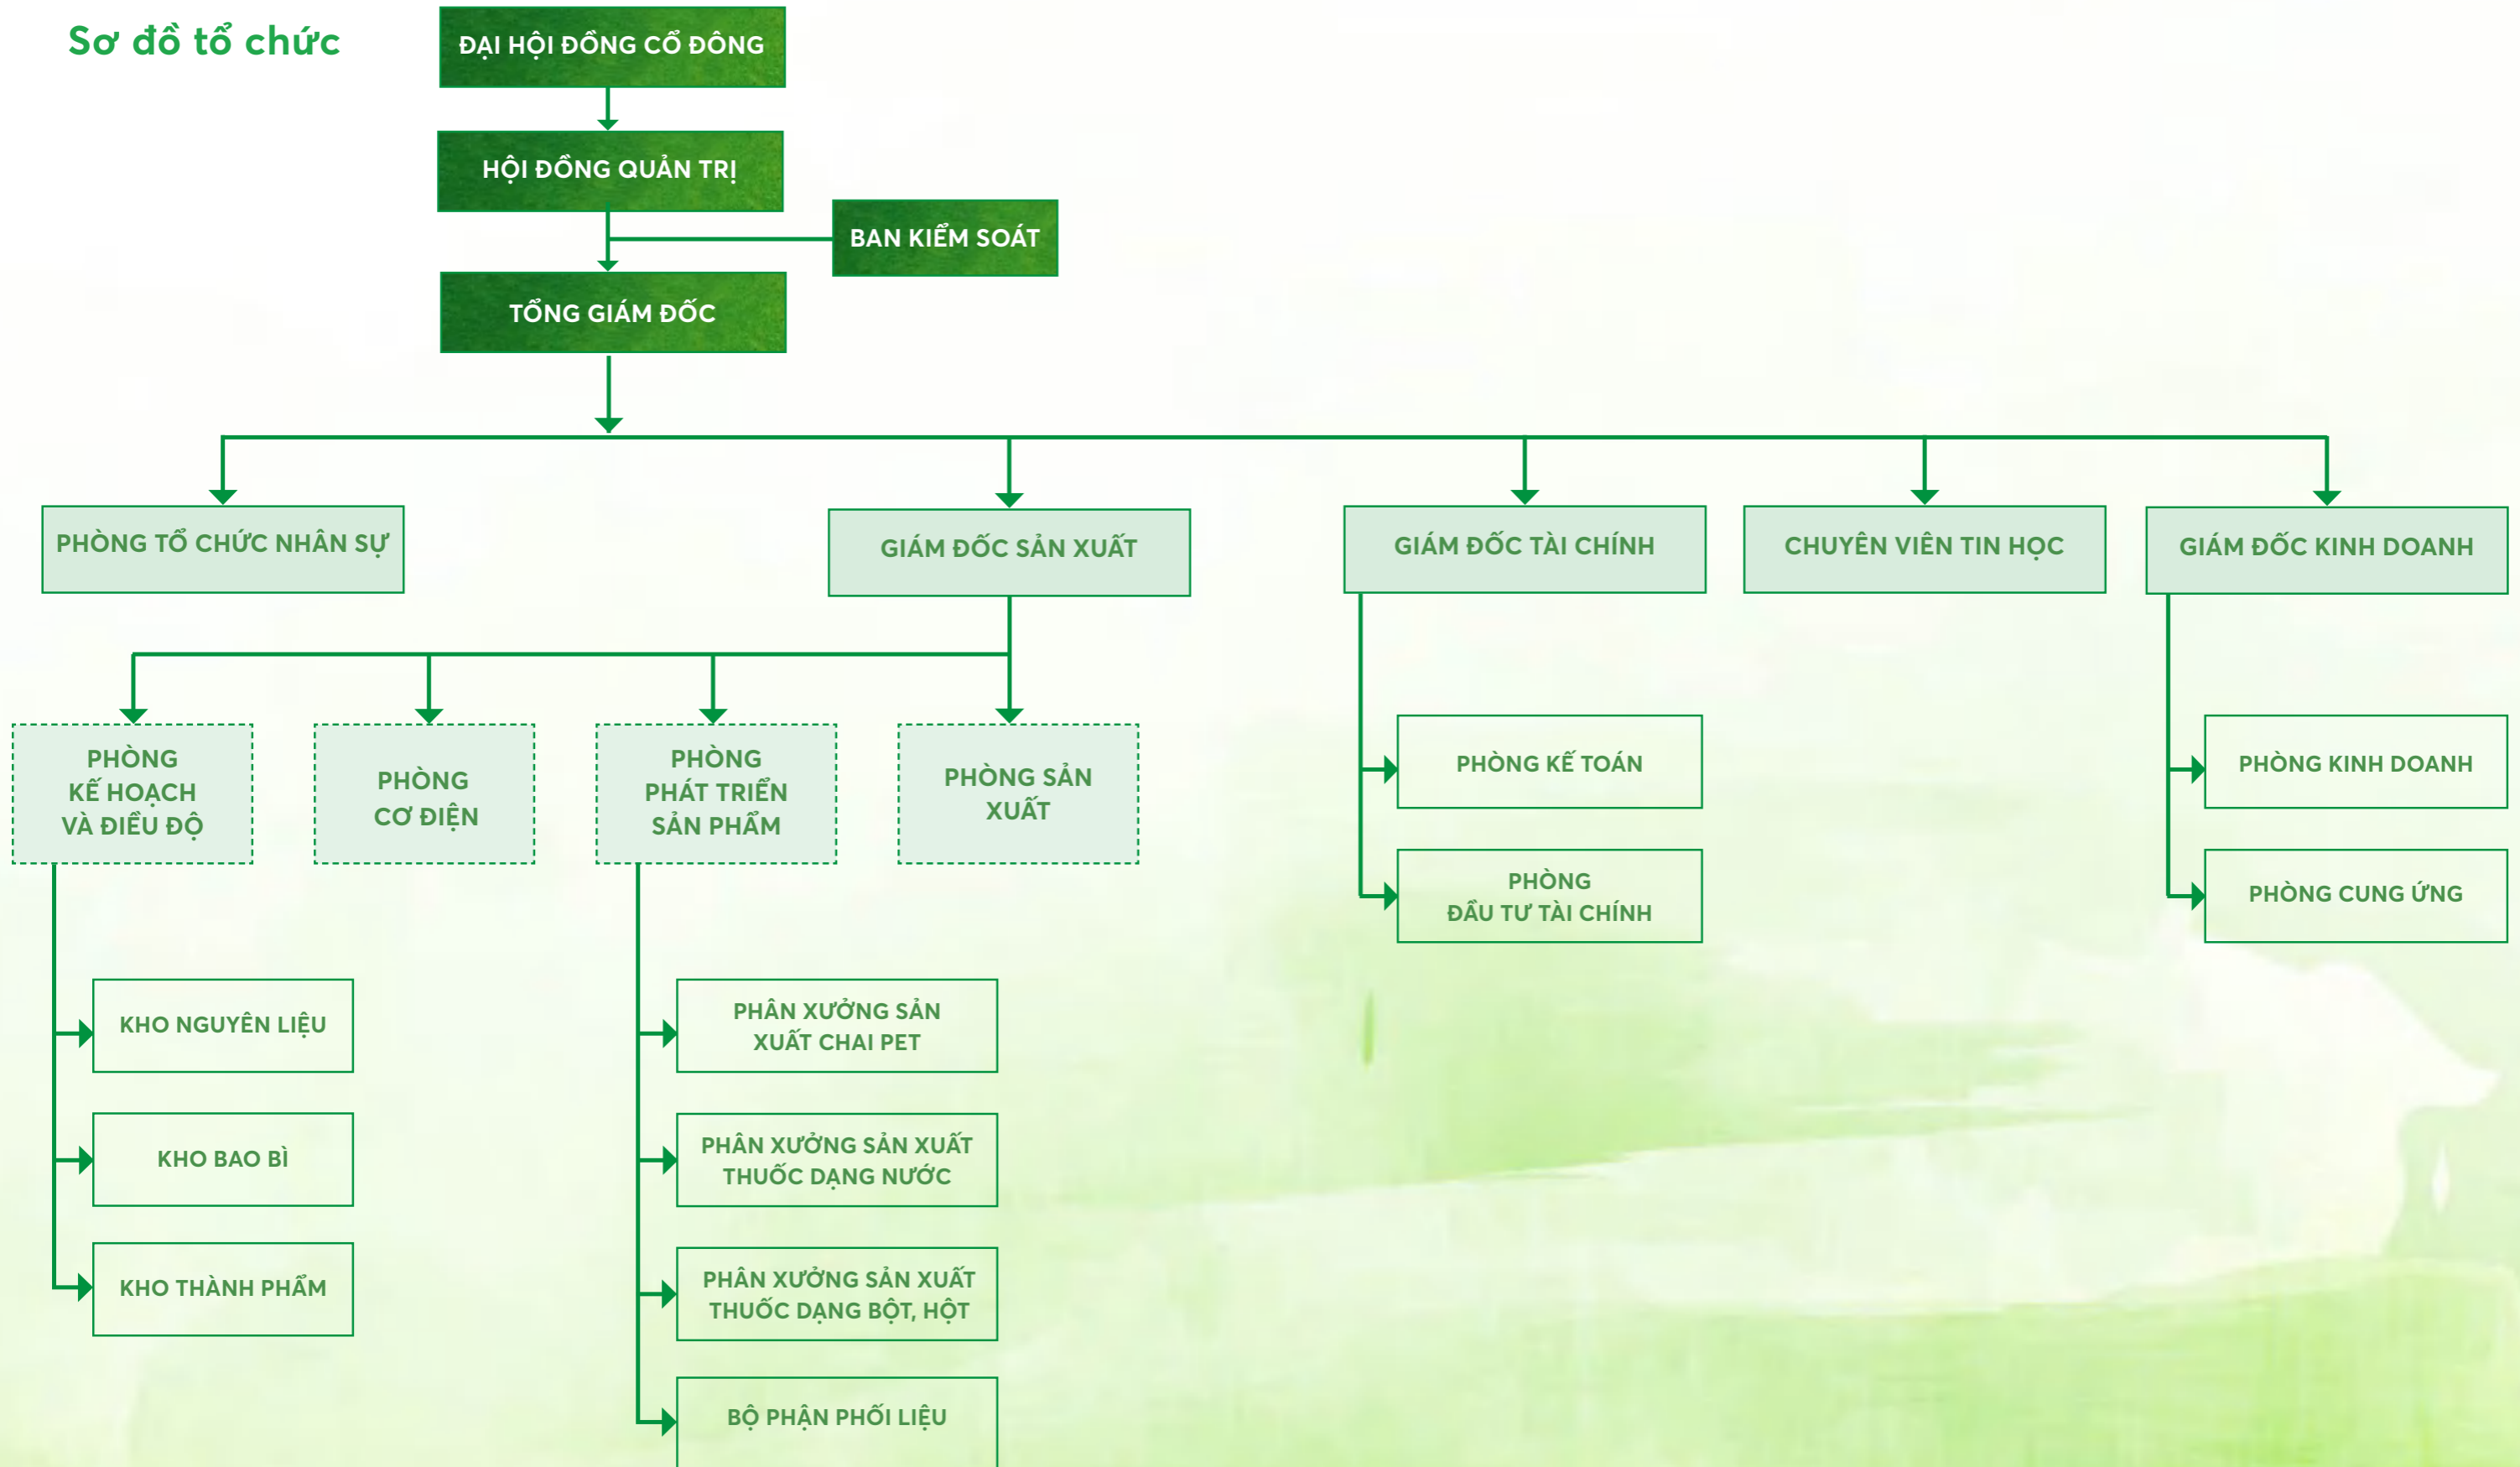 Sơ đồ tổ chức
ĐẠI HỘI ĐỒNG CỔ ĐÔNG
HỘI ĐỒNG QUẢN TRỊ
BAN KIỂM SOÁT
TỔNG GIÁM ĐỐC
PHÒNG TỔ CHỨC NHÂN SỰ
GIÁM ĐỐC SẢN XUẤT
GIÁM ĐỐC TÀI CHÍNH
CHUYÊN VIÊN TIN HỌC
GIÁM ĐỐC KINH DOANH
PHÒNG
KẾ HOẠCH
VÀ ĐIỀU ĐỘ
PHÒNG
CƠ ĐIỆN
PHÒNG
PHÁT TRIỂN
SẢN PHẨM
PHÒNG SẢN
XUẤT
PHÒNG KẾ TOÁN
PHÒNG
ĐẦU TƯ TÀI CHÍNH
PHÒNG KINH DOANH
PHÒNG CUNG ỨNG
KHO NGUYÊN LIỆU
KHO BAO BÌ
KHO THÀNH PHẨM
PHÂN XƯỞNG SẢN
XUẤT CHAI PET
PHÂN XƯỞNG SẢN XUẤT
THUỐC DẠNG NƯỚC
PHÂN XƯỞNG SẢN XUẤT
THUỐC DẠNG BỘT, HỘT
BỘ PHẬN PHỐI LIỆU